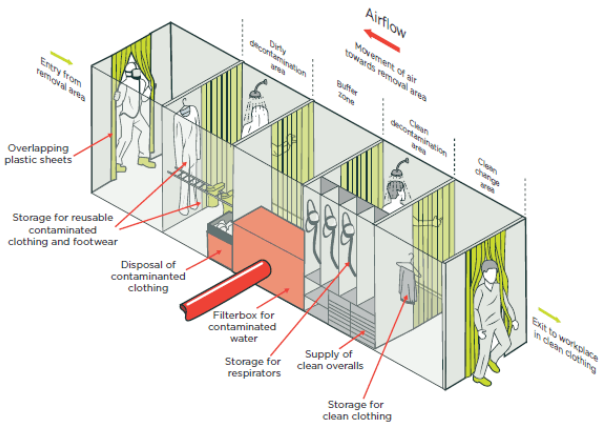 Airflow
Movement of air
towards removal area
Entry from
removal area
Dirty
decontamination
area
Buffer
zone
Clean
decontamination
area
Clean
change
area
Overlapping
plastic sheets
Storage for reusable
contaminated
clothing and footwear
Disposal of
contanminanted
clothing
Filterbox for
contaminated
water
Storage for
respirators
Supply of
clean overalls
Storage for
clean clothing
Exit to workplace
in clean clothing